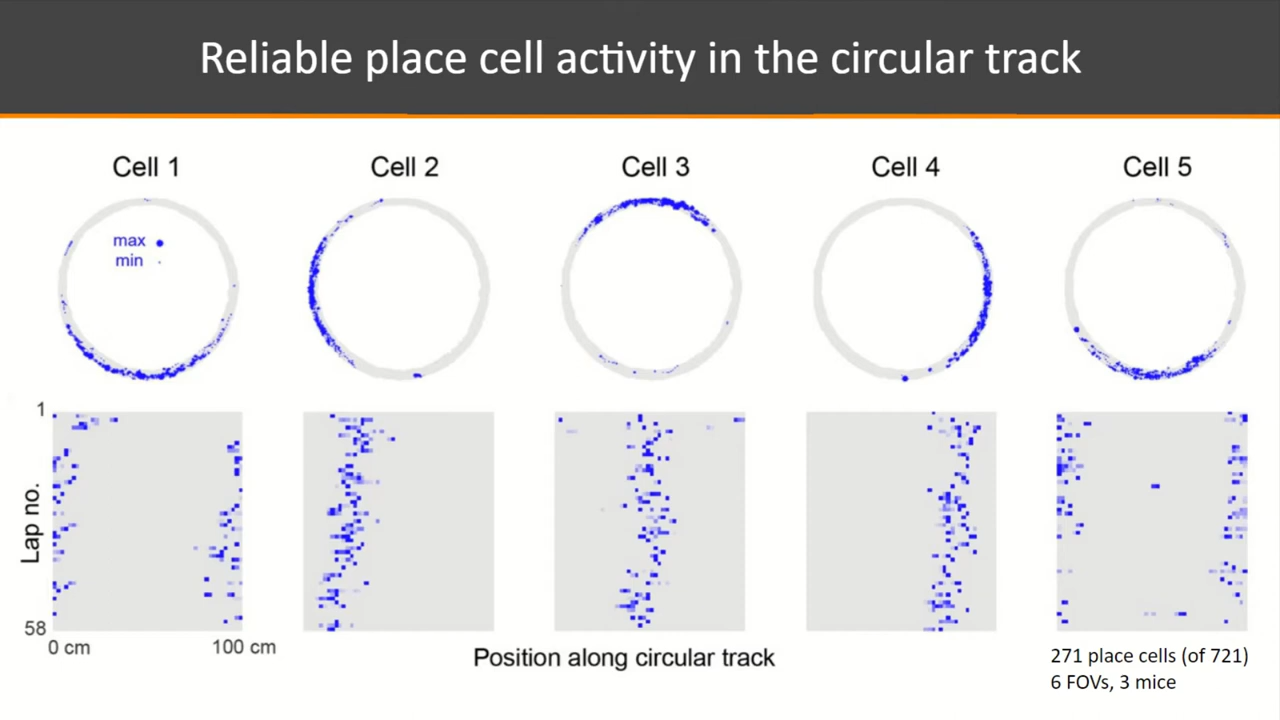 Reliable place cell activity in the circular track
Cell 1
Cell 2
Cell 3
Cell 4
Cell 5
max
min
1
Lap no.
58
0 cm
100 cm
Position along circular track
271 place cells (of 721)
6 FOVs, 3 mice